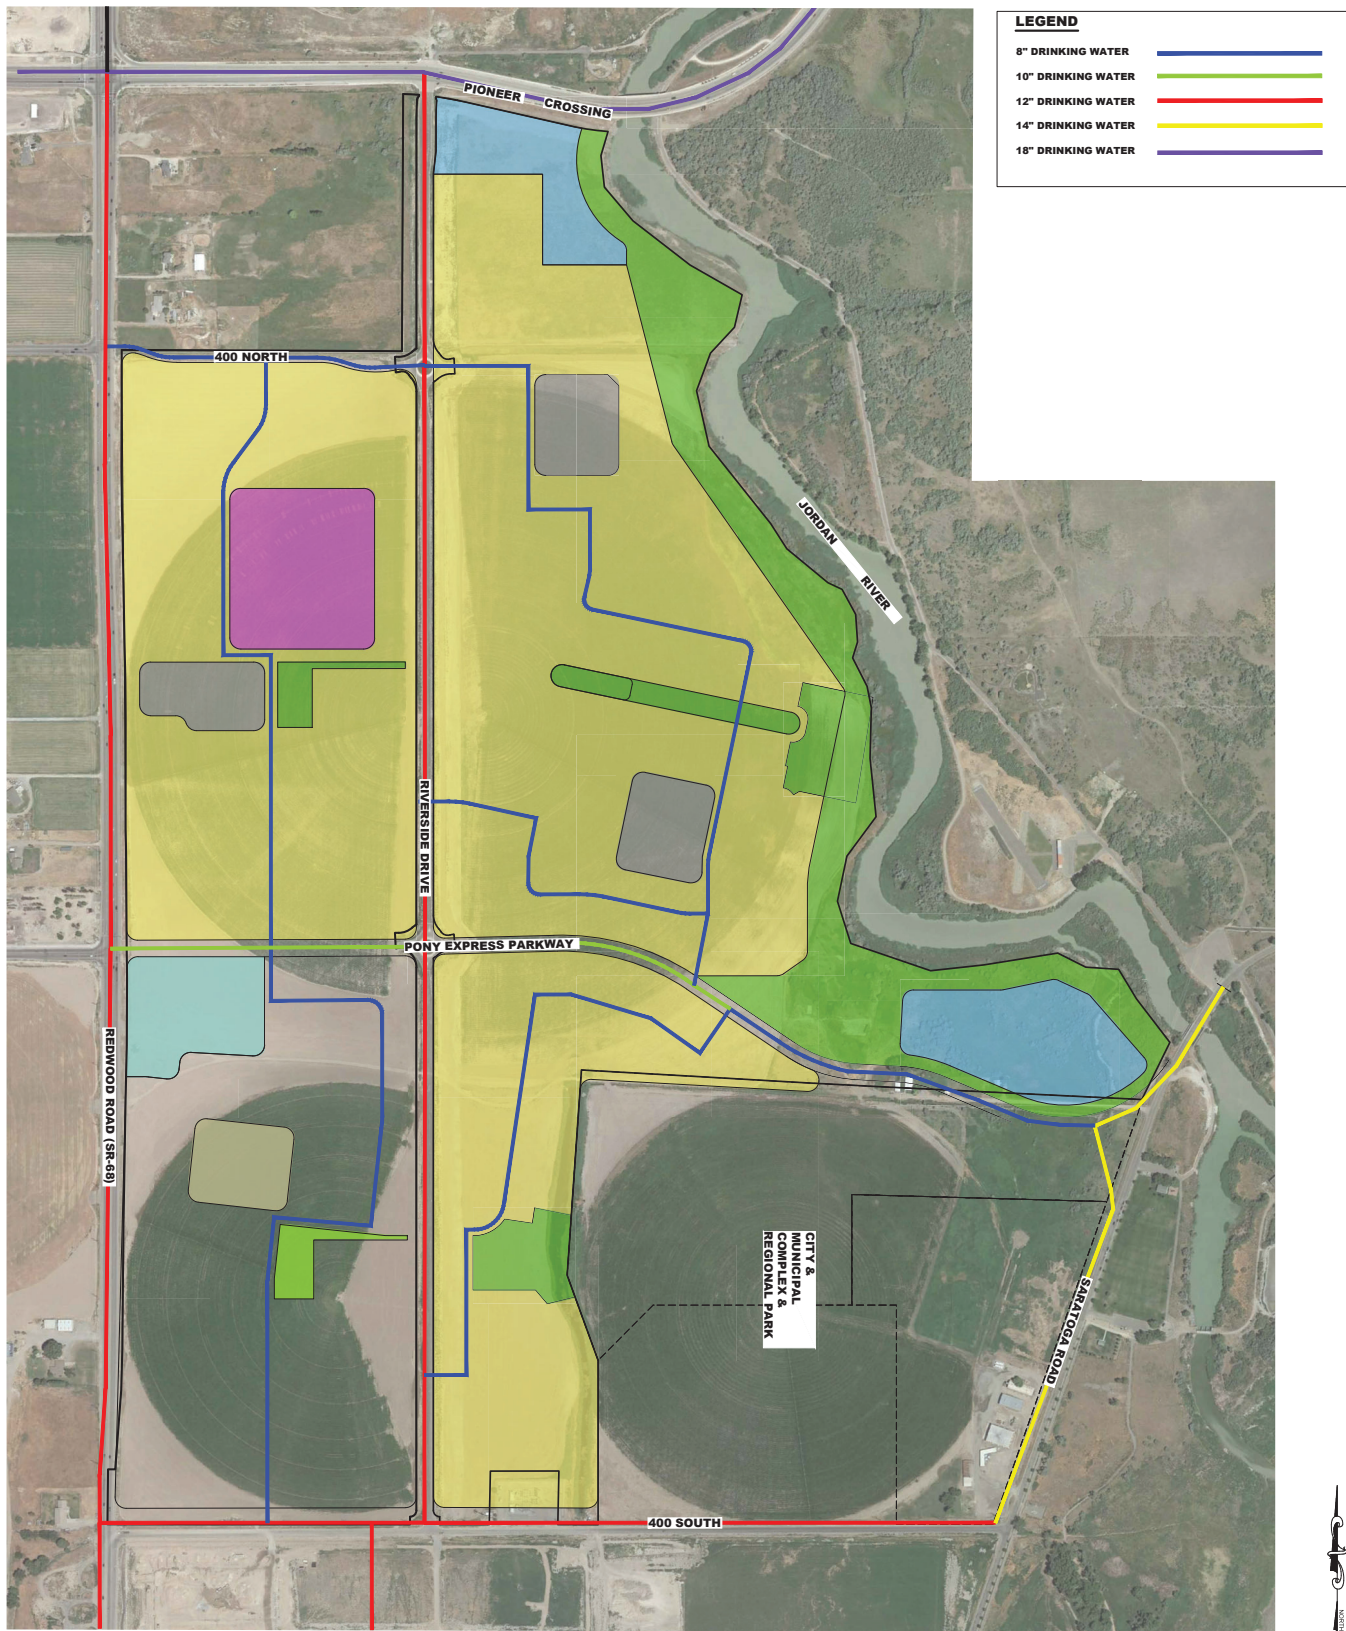 LEGEND
8" DRINKING WATER
10" DRINKING WATER
12" DRINKING WATER
14" DRINKING WATER
18" DRINKING WATER
PIONEER CROSSING
400 NORTH
JORDAN RIVER
RIVERSIDE DRIVE
PONY EXPRESS PARKWAY
REDWOOD ROAD (SR-68)
CITY &
MUNICIPAL
COMPLEX &
REGIONAL PARK
SARATOGA ROAD
400 SOUTH
NORTH